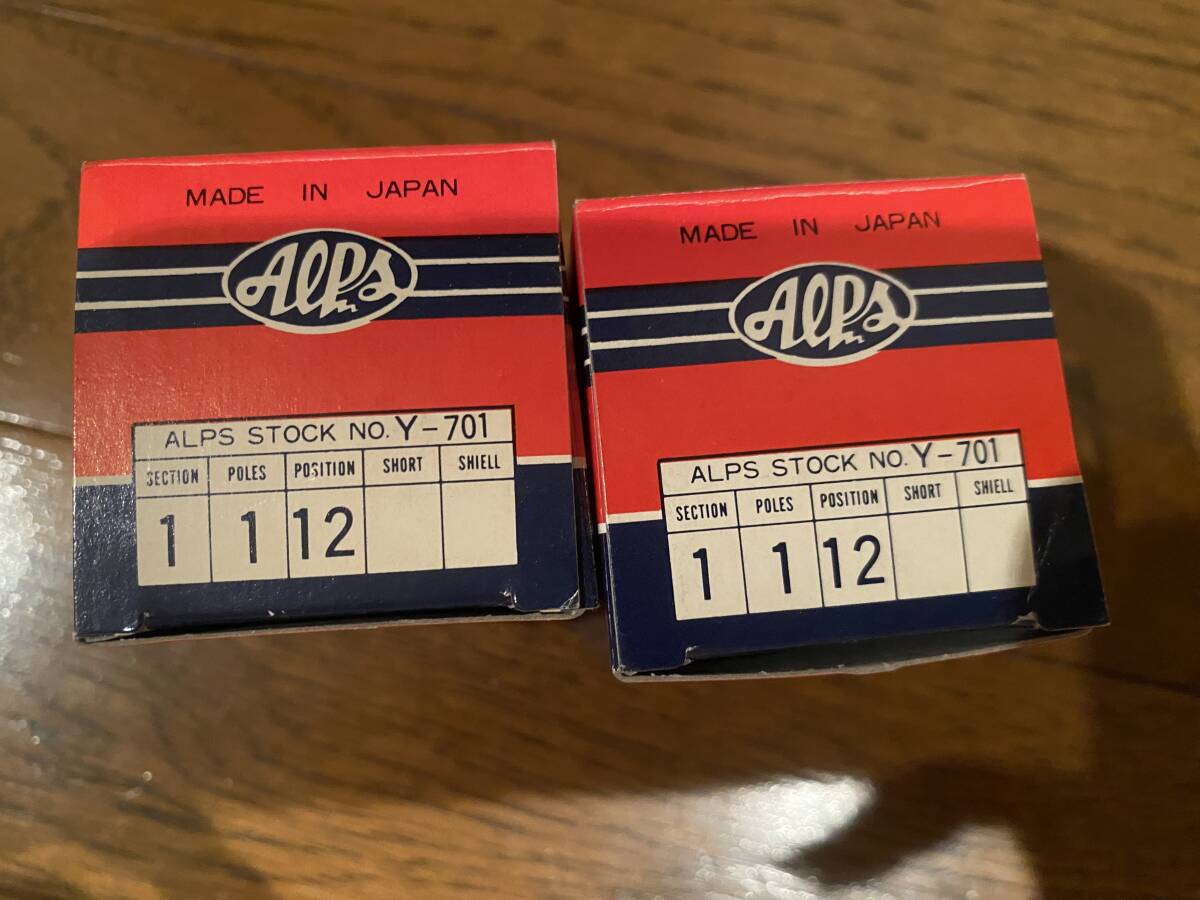 MADE IN JAPAN
Alps
ALPS STOCK NO. Y-701
SECTION POLES POSITION SHORT SHIELL
1 1 12
MADE IN JAPAN
Alps
ALPS STOCK NO. Y-701
SECTION POLES POSITION SHORT SHIELL
1 1 12